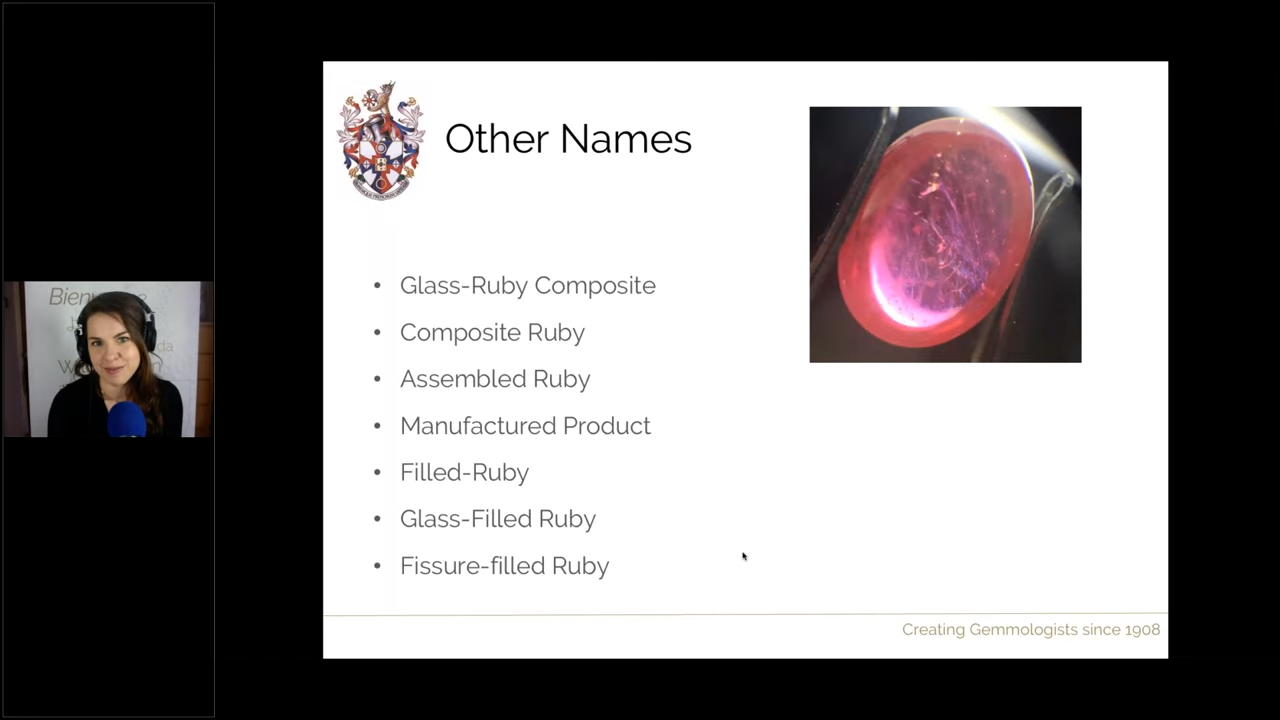 Other Names
• Glass-Ruby Composite
• Composite Ruby
• Assembled Ruby
• Manufactured Product
• Filled-Ruby
• Glass-Filled Ruby
• Fissure-filled Ruby
Creating Gemmologists since 1908